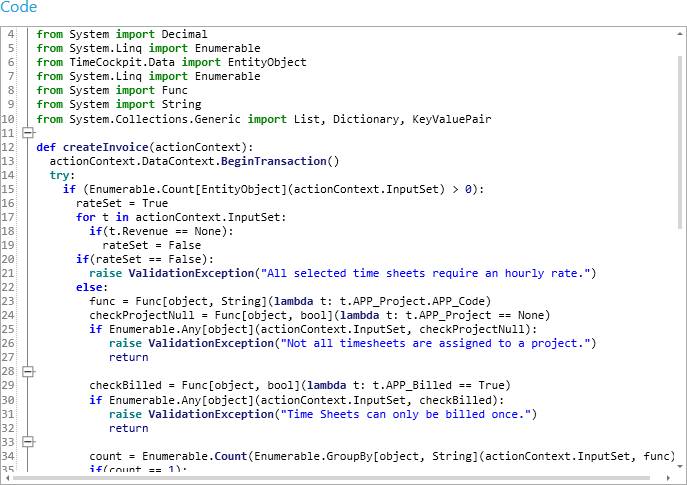 Code
4 from System import Decimal
5 from System.Linq import Enumerable
6 from TimeCockpit.Data import EntityObject
7 from System.Linq import Enumerable
8 from System import Func
9 from System import String
10 from System.Collections.Generic import List, Dictionary, KeyValuePair
11
12 def createInvoice(actionContext):
13   actionContext.DataContext.BeginTransaction()
14   try:
15     if (Enumerable.Count[EntityObject](actionContext.InputSet) > 0):
16       rateSet = True
17       for t in actionContext.InputSet:
18         if(t.Revenue == None):
19           rateSet = False
20       if(rateSet == False):
21         raise ValidationException("All selected time sheets require an hourly rate.")
22       else:
23         func = Func[object, String](lambda t: t.APP_Project.APP_Code)
24         checkProjectNull = Func[object, bool](lambda t: t.APP_Project == None)
25         if Enumerable.Any[object](actionContext.InputSet, checkProjectNull):
26           raise ValidationException("Not all timesheets are assigned to a project.")
27           return
28
29         checkBilled = Func[object, bool](lambda t: t.APP_Billed == True)
30         if Enumerable.Any[object](actionContext.InputSet, checkBilled):
31           raise ValidationException("Time Sheets can only be billed once.")
32           return
33
34         count = Enumerable.Count(Enumerable.GroupBy[object, String](actionContext.InputSet, func)
35         if(count == 1):